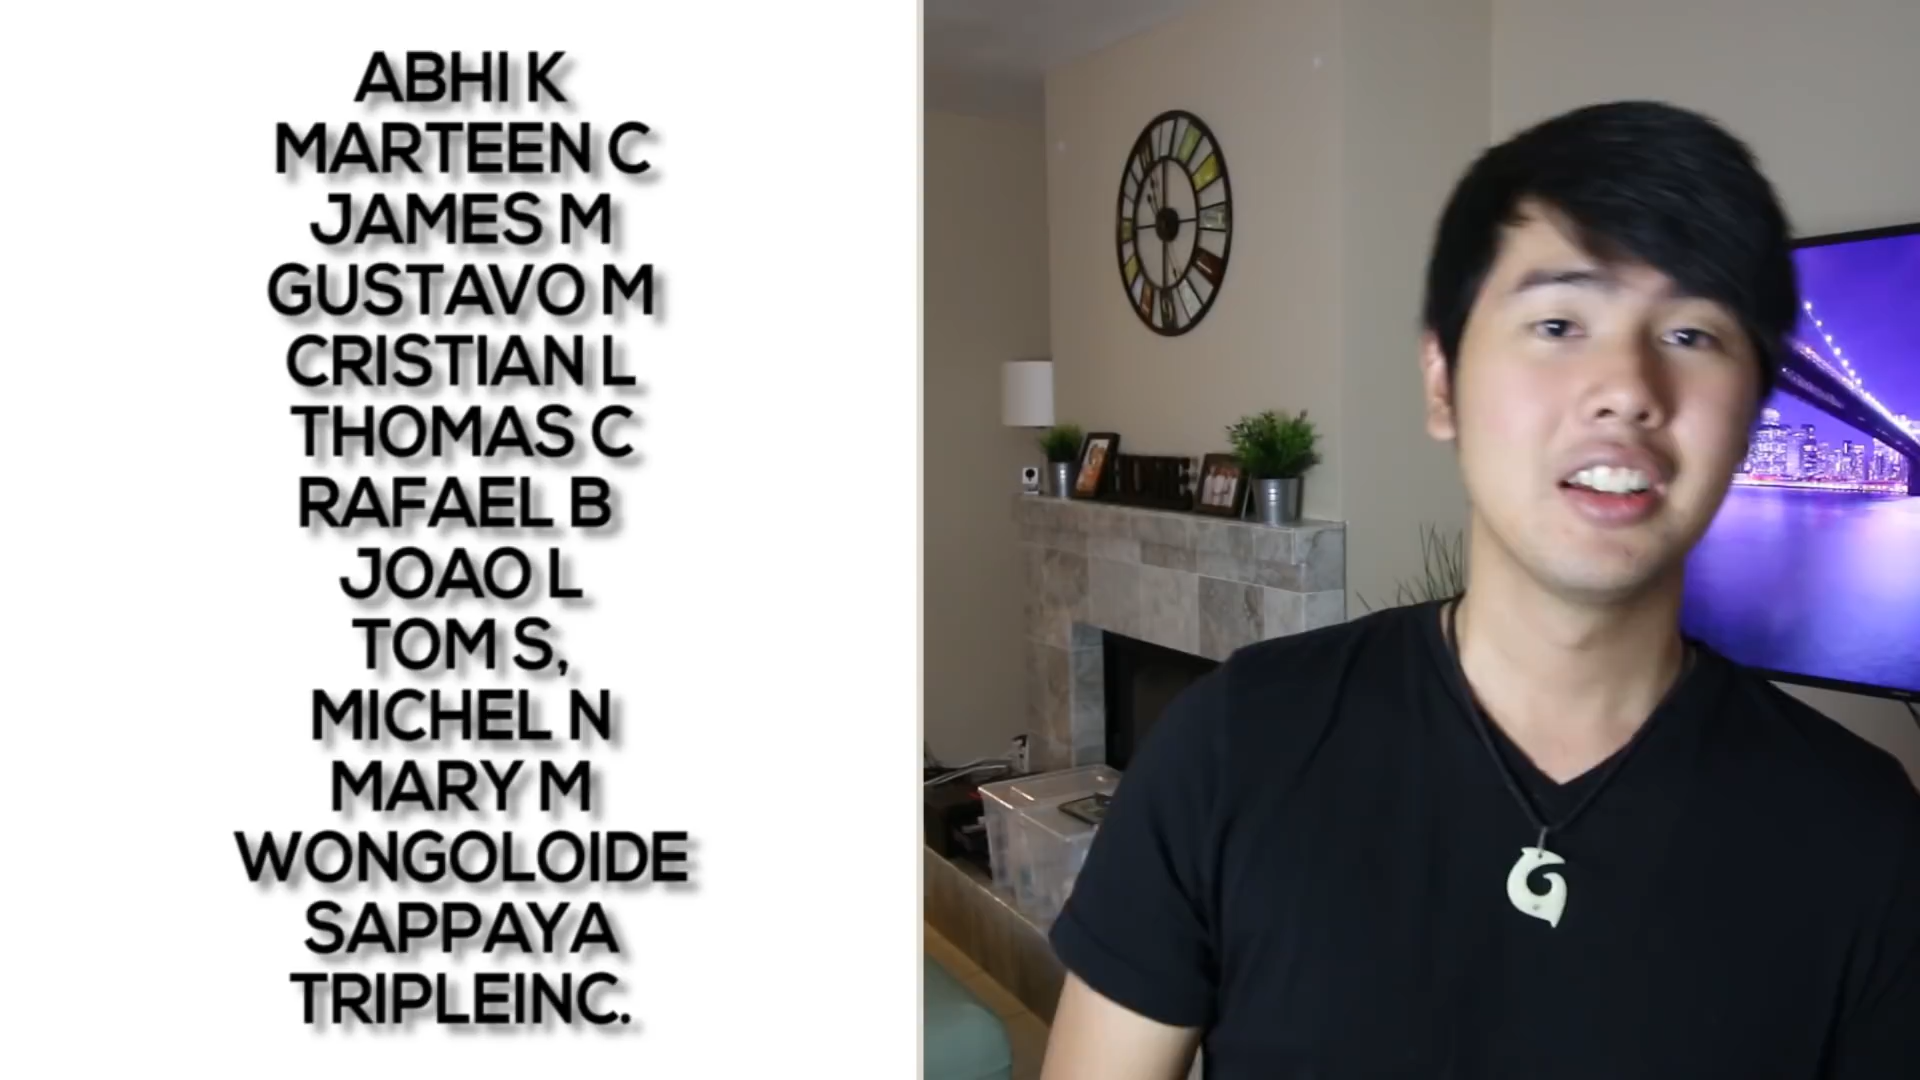 ABHI K
MARTEEN C
JAMES M
GUSTAVO M
CRISTIAN L
THOMAS C
RAFAEL B
JOAO L
TOM S,
MICHEL N
MARY M
WONGOLOIDE
SAPPAYA
TRIPLEINC.